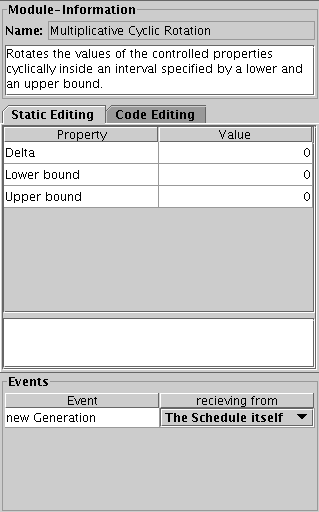 Module-Information
Name: Multiplicative Cyclic Rotation
Rotates the values of the controlled properties
cyclically inside an interval specified by a lower and
an upper bound.
Static Editing Code Editing
Property Value
Delta 0
Lower bound 0
Upper bound 0
Events
Event recieving from
new Generation The Schedule itself